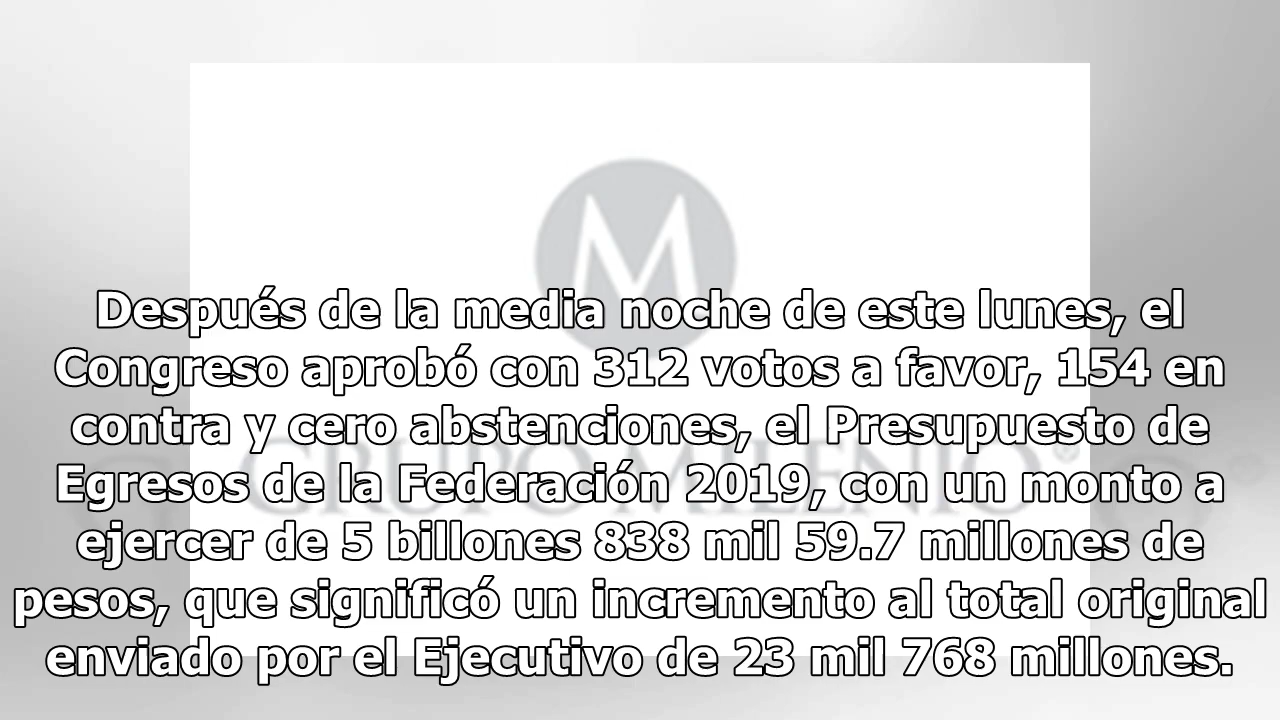 M
Después de la media noche de este lunes, el
Congreso aprobó con 312 votos a favor, 154 en
contra y cero abstenciones, el Presupuesto de
Egresos de la Federación 2019, con un monto a
GRUPO MILENIO®
ejercer de 5 billones 838 mil 59.7 millones de
pesos, que significó un incremento al total original
enviado por el Ejecutivo de 23 mil 768 millones.